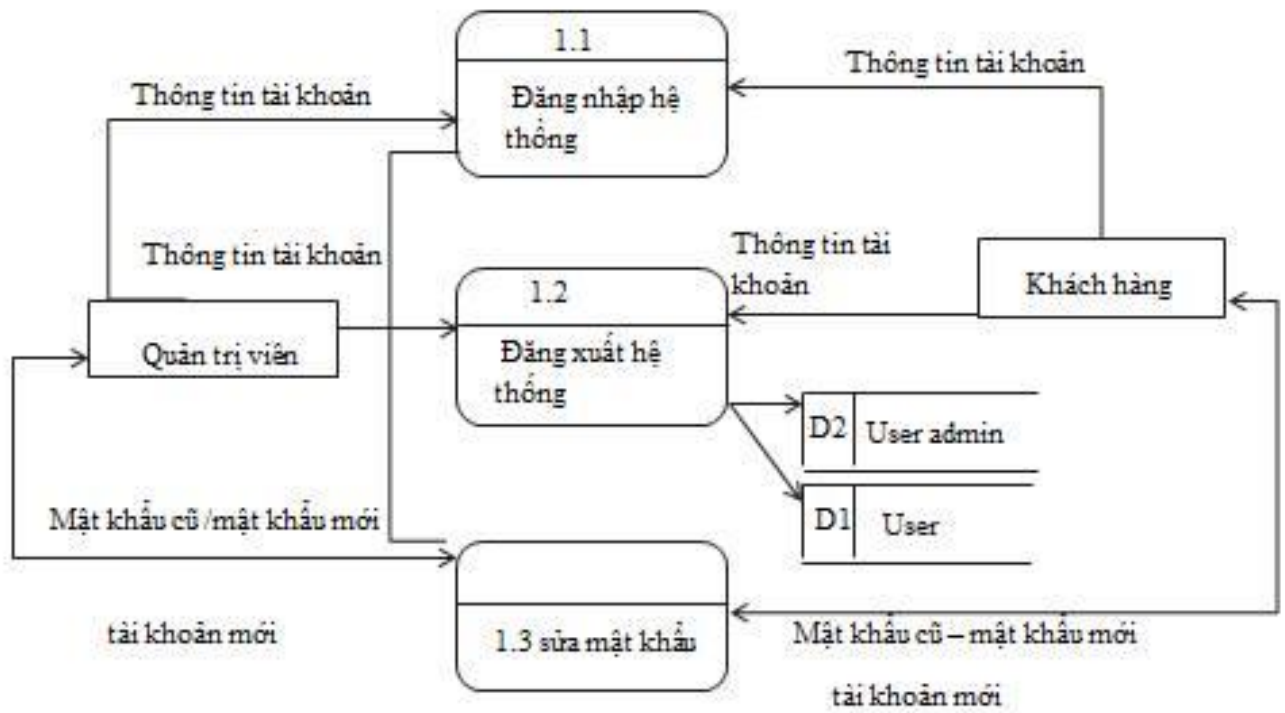 1.1
Thông tin tài khoản
Thông tin tài khoản
Đăng nhập hệ
thống
Thông tin tài khoản
Thông tin tài
khoản
1.2
Khách hàng
Quản trị viên
Đăng xuất hệ
thống
D2 User admin
D1 User
Mật khẩu cũ /mật khẩu mới
tài khoản mới
1.3 sửa mật khẩu
Mật khẩu cũ – mật khẩu mới
tài khoản mới